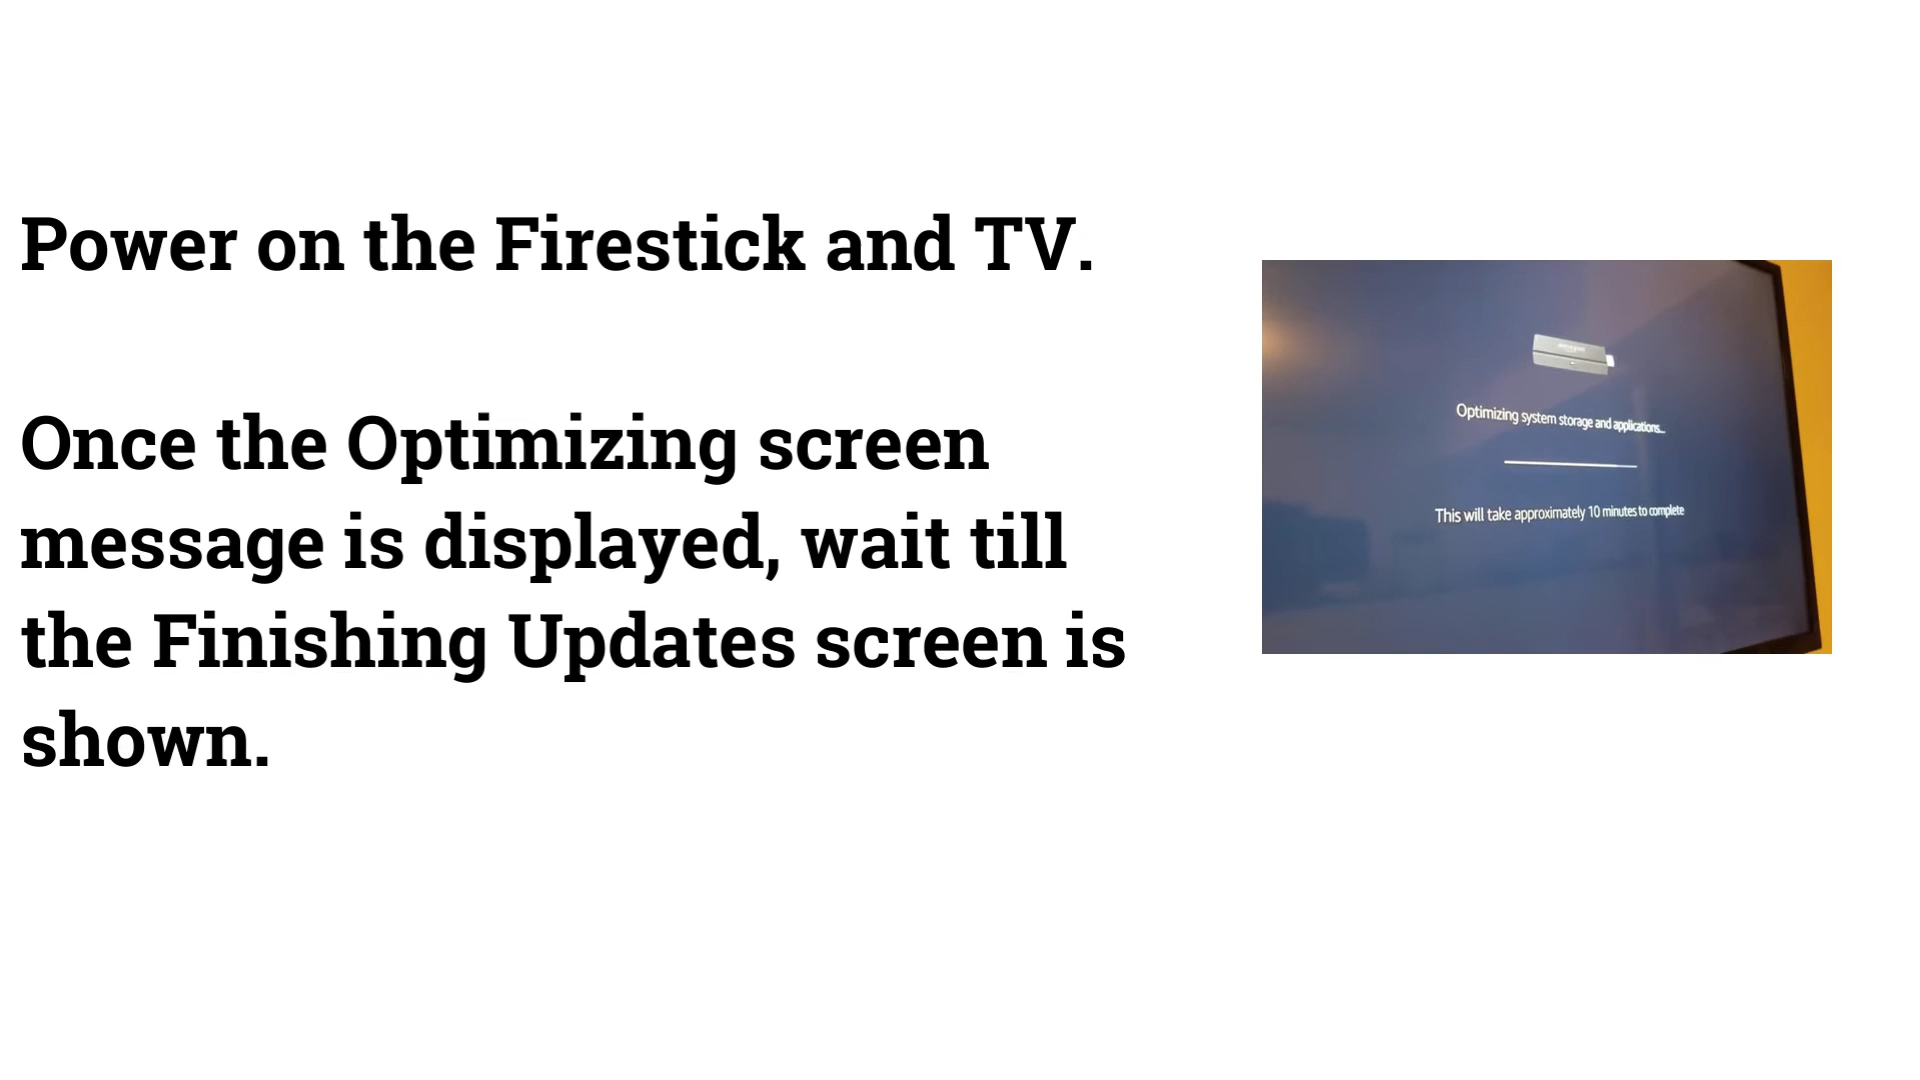 Power on the Firestick and TV.
Once the Optimizing screen
message is displayed, wait till
the Finishing Updates screen is
shown.
amazon
Optimizing system storage and applications...
This will take approximately 10 minutes to complete